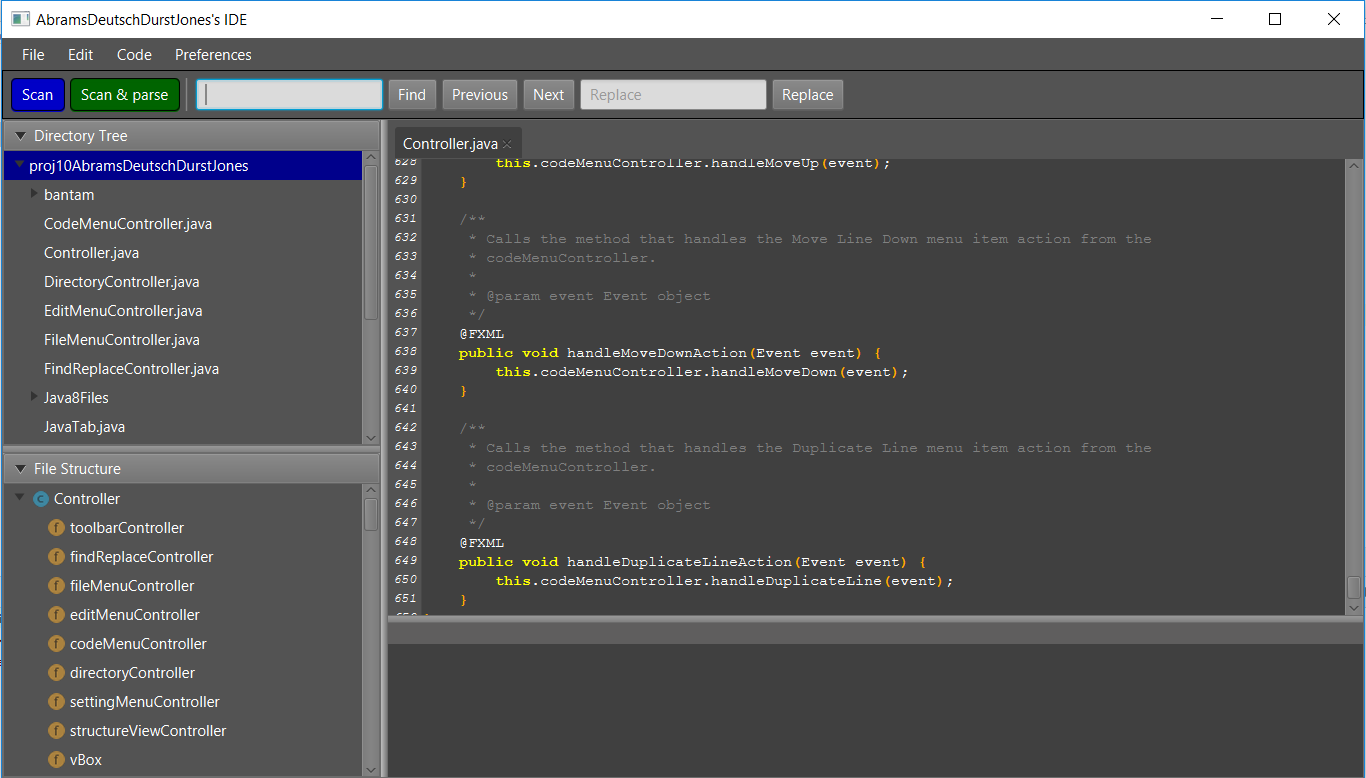 AbramsDeutschDurstJones's IDE
File Edit Code Preferences
Scan Scan & parse Find Previous Next Replace Replace
Directory Tree
proj10AbramsDeutschDurstJones
bantam
CodeMenuController.java
Controller.java
DirectoryController.java
EditMenuController.java
FileMenuController.java
FindReplaceController.java
Java8Files
JavaTab.java
File Structure
C Controller
f toolbarController
f findReplaceController
f fileMenuController
f editMenuController
f codeMenuController
f directoryController
f settingMenuController
f structureViewController
f vBox
Controller.java
628 this.codeMenuController.handleMoveUp(event);
629 }
630
631 /**
632 * Calls the method that handles the Move Line Down menu item action from the
633 * codeMenuController.
634 *
635 * @param event Event object
636 */
637 @FXML
638 public void handleMoveDownAction(Event event) {
639 this.codeMenuController.handleMoveDown(event);
640 }
641
642 /**
643 * Calls the method that handles the Duplicate Line menu item action from the
644 * codeMenuController.
645 *
646 * @param event Event object
647 */
648 @FXML
649 public void handleDuplicateLineAction(Event event) {
650 this.codeMenuController.handleDuplicateLine(event);
651 }